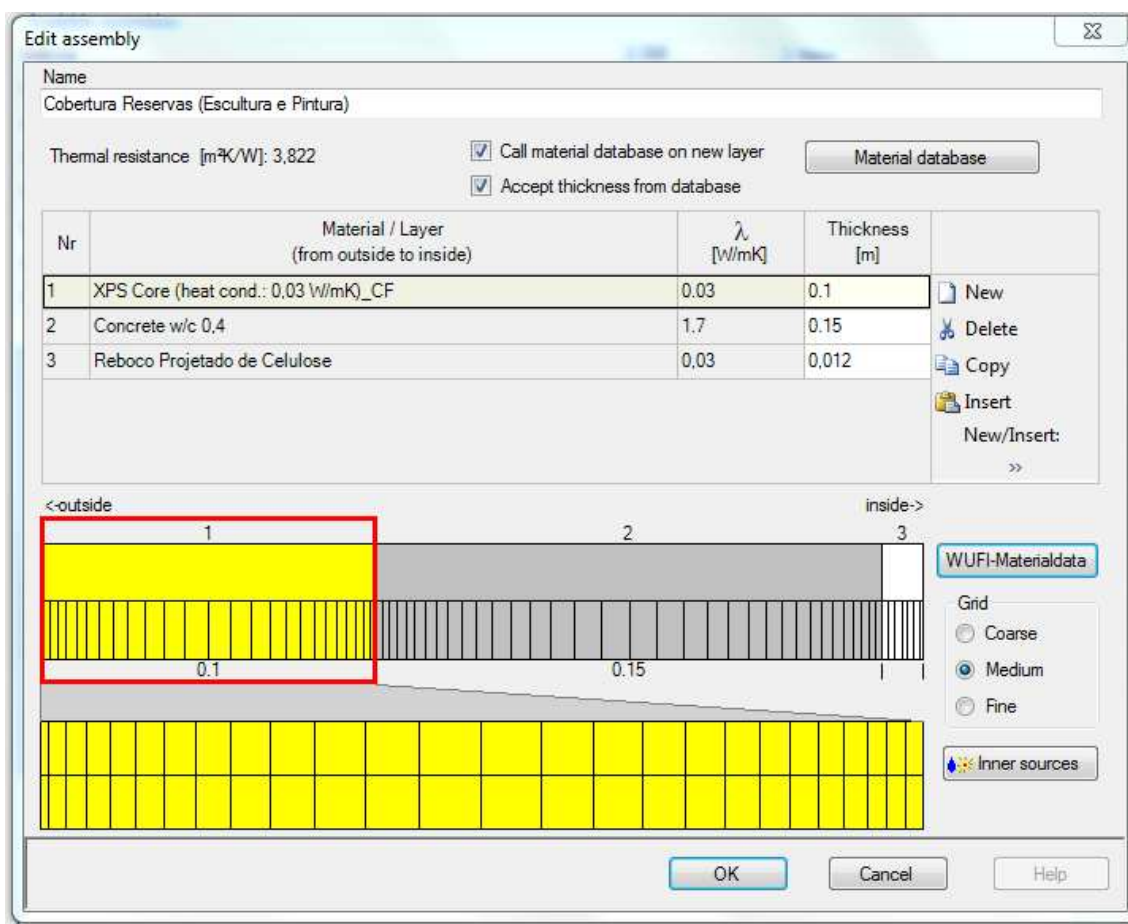 Edit assembly
Name
Cobertura Reservas (Escultura e Pintura)
Thermal resistance [m²K/W]: 3,822
Call material database on new layer
Material database
Accept thickness from database
Nr Material / Layer (from outside to inside) λ [W/mK] Thickness [m]
1 XPS Core (heat cond.: 0,03 W/mK)_CF 0.03 0.1
2 Concrete w/c 0,4 1.7 0.15
3 Reboco Projetado de Celulose 0,03 0,012
New
Delete
Copy
Insert
New/Insert:
>>
<-outside inside->
1 2 3
0.1 0.15
WUFI-Materialdata
Grid
Coarse
Medium
Fine
Inner sources
OK Cancel Help